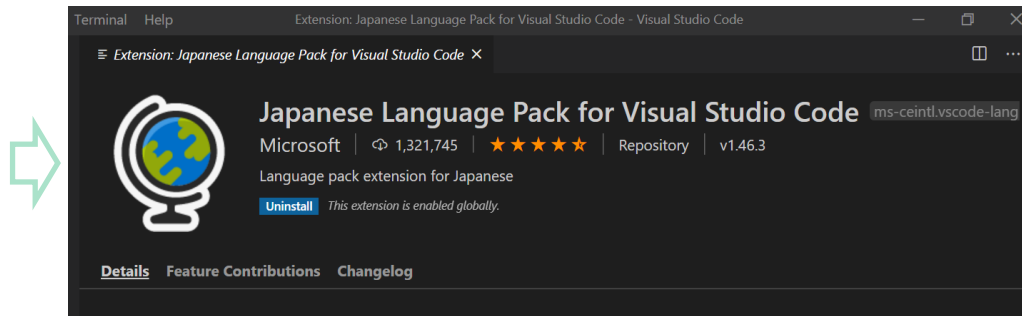 Terminal Help Extension: Japanese Language Pack for Visual Studio Code - Visual Studio Code
Extension: Japanese Language Pack for Visual Studio Code
Japanese Language Pack for Visual Studio Code ms-ceintl.vscode-lang
Microsoft 1,321,745 Repository v1.46.3
Language pack extension for Japanese
Uninstall This extension is enabled globally.
Details Feature Contributions Changelog